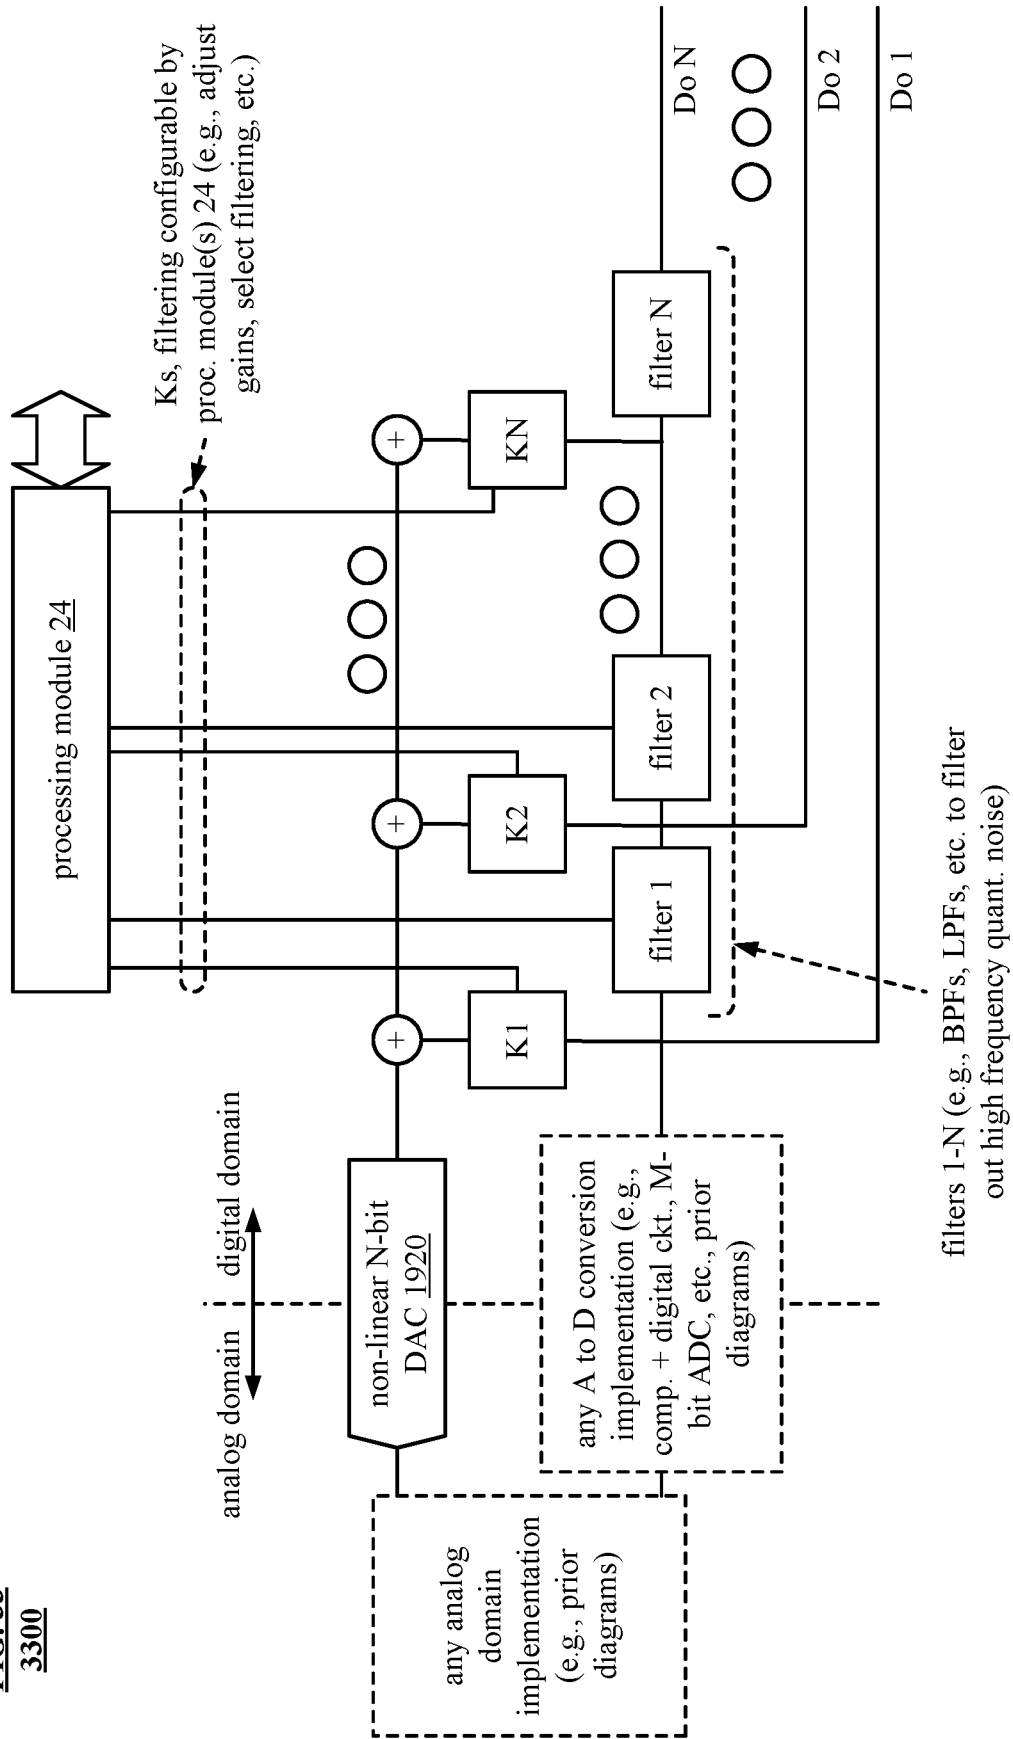 3300
analog domain
digital domain
any analog
domain
implementation
(e.g., prior
diagrams)
non-linear N-bit
DAC 1920
any A to D conversion
implementation (e.g.,
comp. + digital ckt., M-
bit ADC, etc., prior
diagrams)
processing module 24
Ks, filtering configurable by
proc. module(s) 24 (e.g., adjust
gains, select filtering, etc.)
+
+
+
K1
K2
KN
filter 1
filter 2
filter N
Do N
Do 2
Do 1
filters 1-N (e.g., BPFs, LPFs, etc. to filter
out high frequency quant. noise)